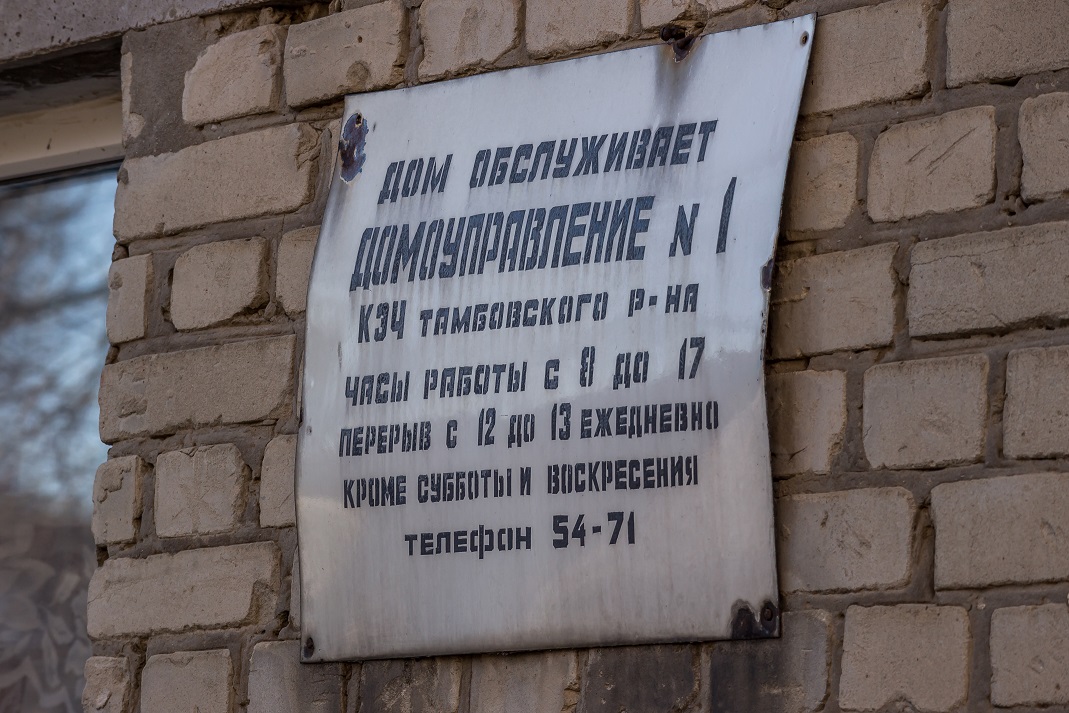 ДОМ ОБСЛУЖИВАЕТ
ДОМОУПРАВЛЕНИЕ N 1
КЭЧ ТАМБОВСКОГО Р-НА
ЧАСЫ РАБОТЫ С 8 ДО 17
ПЕРЕРЫВ С 12 ДО 13 ЕЖЕДНЕВНО
КРОМЕ СУББОТЫ И ВОСКРЕСЕНИЯ
ТЕЛЕФОН 54-71